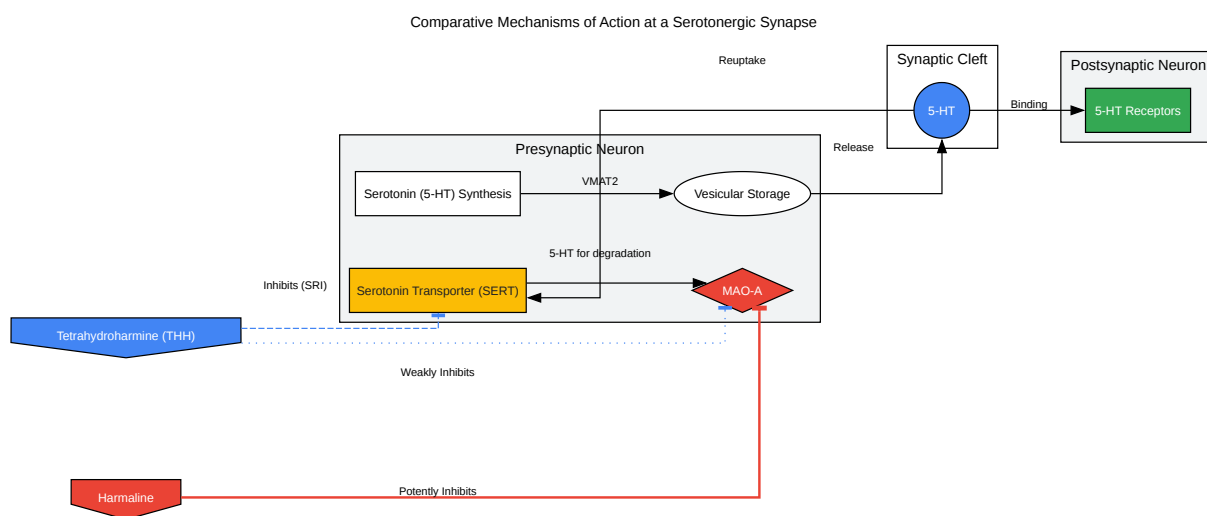 Comparative Mechanisms of Action at a Serotonergic Synapse
Reuptake
Synaptic Cleft
Postsynaptic Neuron
5-HT
Binding
5-HT Receptors
Presynaptic Neuron
Release
Serotonin (5-HT) Synthesis
VMAT2
Vesicular Storage
5-HT for degradation
Inhibits (SRI)
Serotonin Transporter (SERT)
MAO-A
Tetrahydroharmine (THH)
Weakly Inhibits
Harmaline
Potently Inhibits